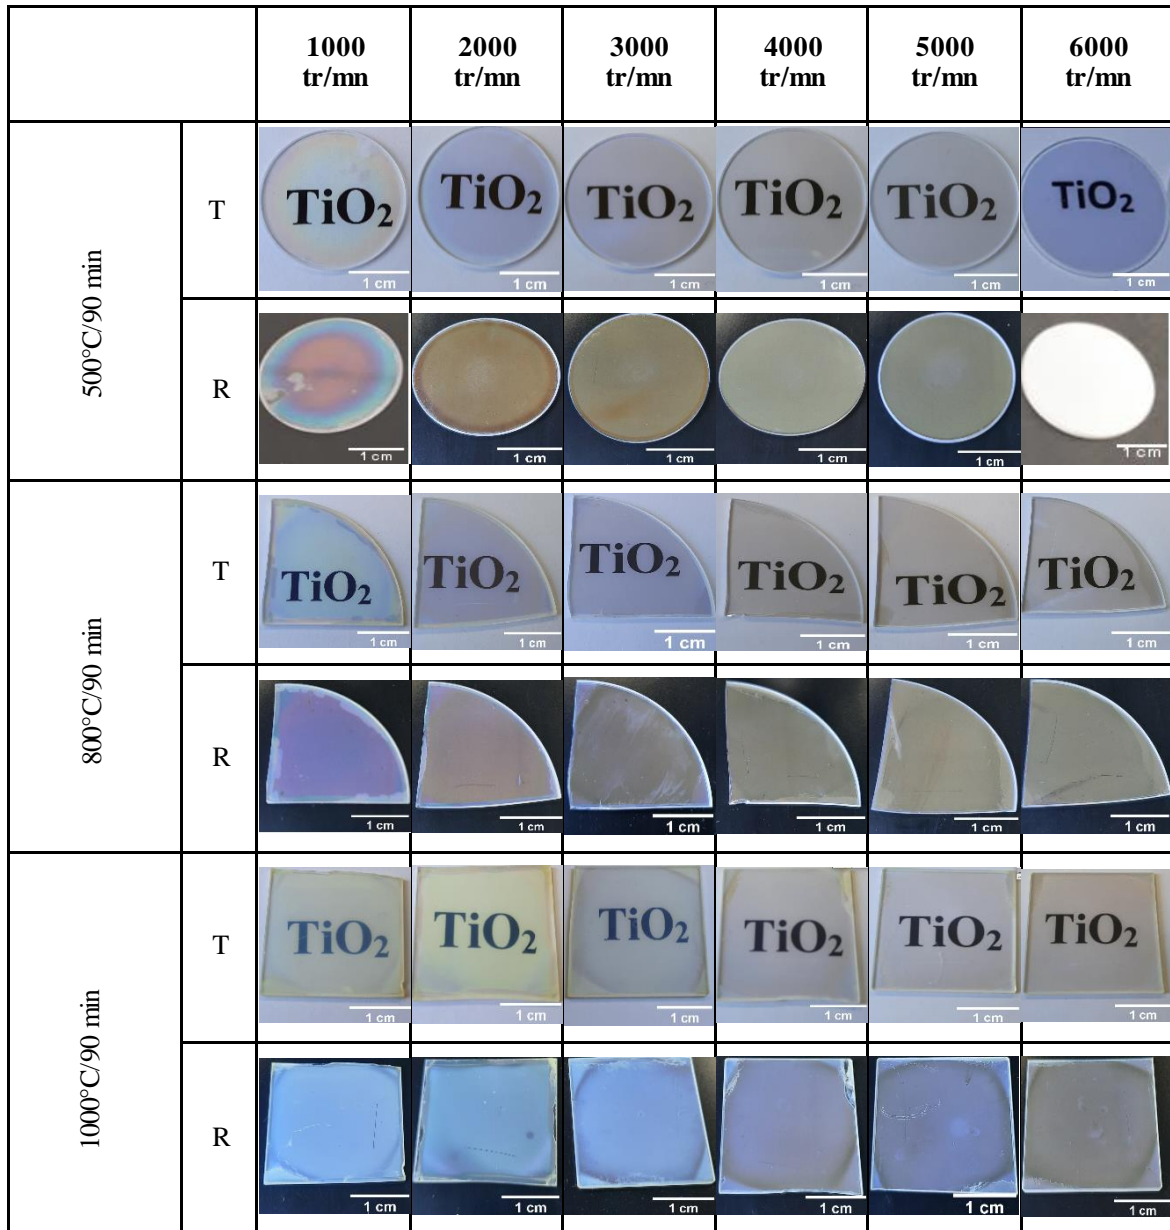 1000 tr/mn
2000 tr/mn
3000 tr/mn
4000 tr/mn
5000 tr/mn
6000 tr/mn
500°C/90 min
T
TiO₂ TiO₂ TiO₂ TiO₂ TiO₂ TiO₂
1 cm 1 cm 1 cm 1 cm 1 cm 1 cm
R
1 cm 1 cm 1 cm 1 cm 1 cm 1 cm
800°C/90 min
T
TiO₂ TiO₂ TiO₂ TiO₂ TiO₂ TiO₂
1 cm 1 cm 1 cm 1 cm 1 cm 1 cm
R
1 cm 1 cm 1 cm 1 cm 1 cm 1 cm
1000°C/90 min
T
TiO₂ TiO₂ TiO₂ TiO₂ TiO₂ TiO₂
1 cm 1 cm 1 cm 1 cm 1 cm 1 cm
R
1 cm 1 cm 1 cm 1 cm 1 cm 1 cm